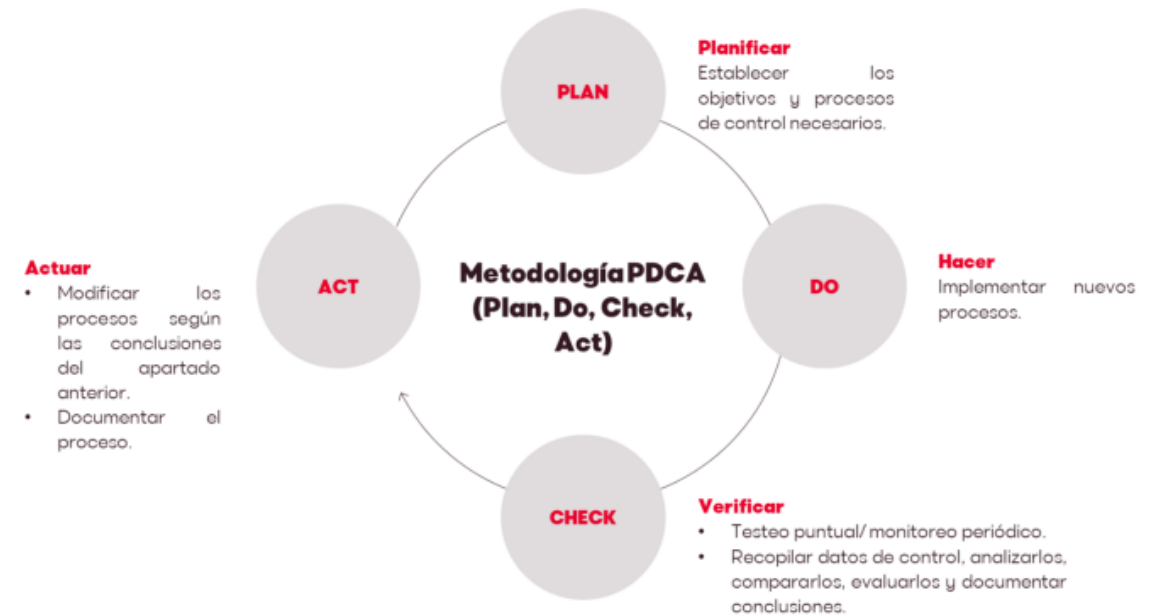 PLAN
Planificar
Establecer los
objetivos y procesos
de control necesarios.
Metodología PDCA
(Plan, Do, Check,
Act)
DO
Hacer
Implementar nuevos
procesos.
CHECK
Verificar
• Testeo puntual/ monitoreo periódico.
• Recopilar datos de control, analizarlos,
compararlos, evaluarlos y documentar
conclusiones.
ACT
Actuar
• Modificar los
procesos según
las conclusiones
del apartado
anterior.
• Documentar el
proceso.